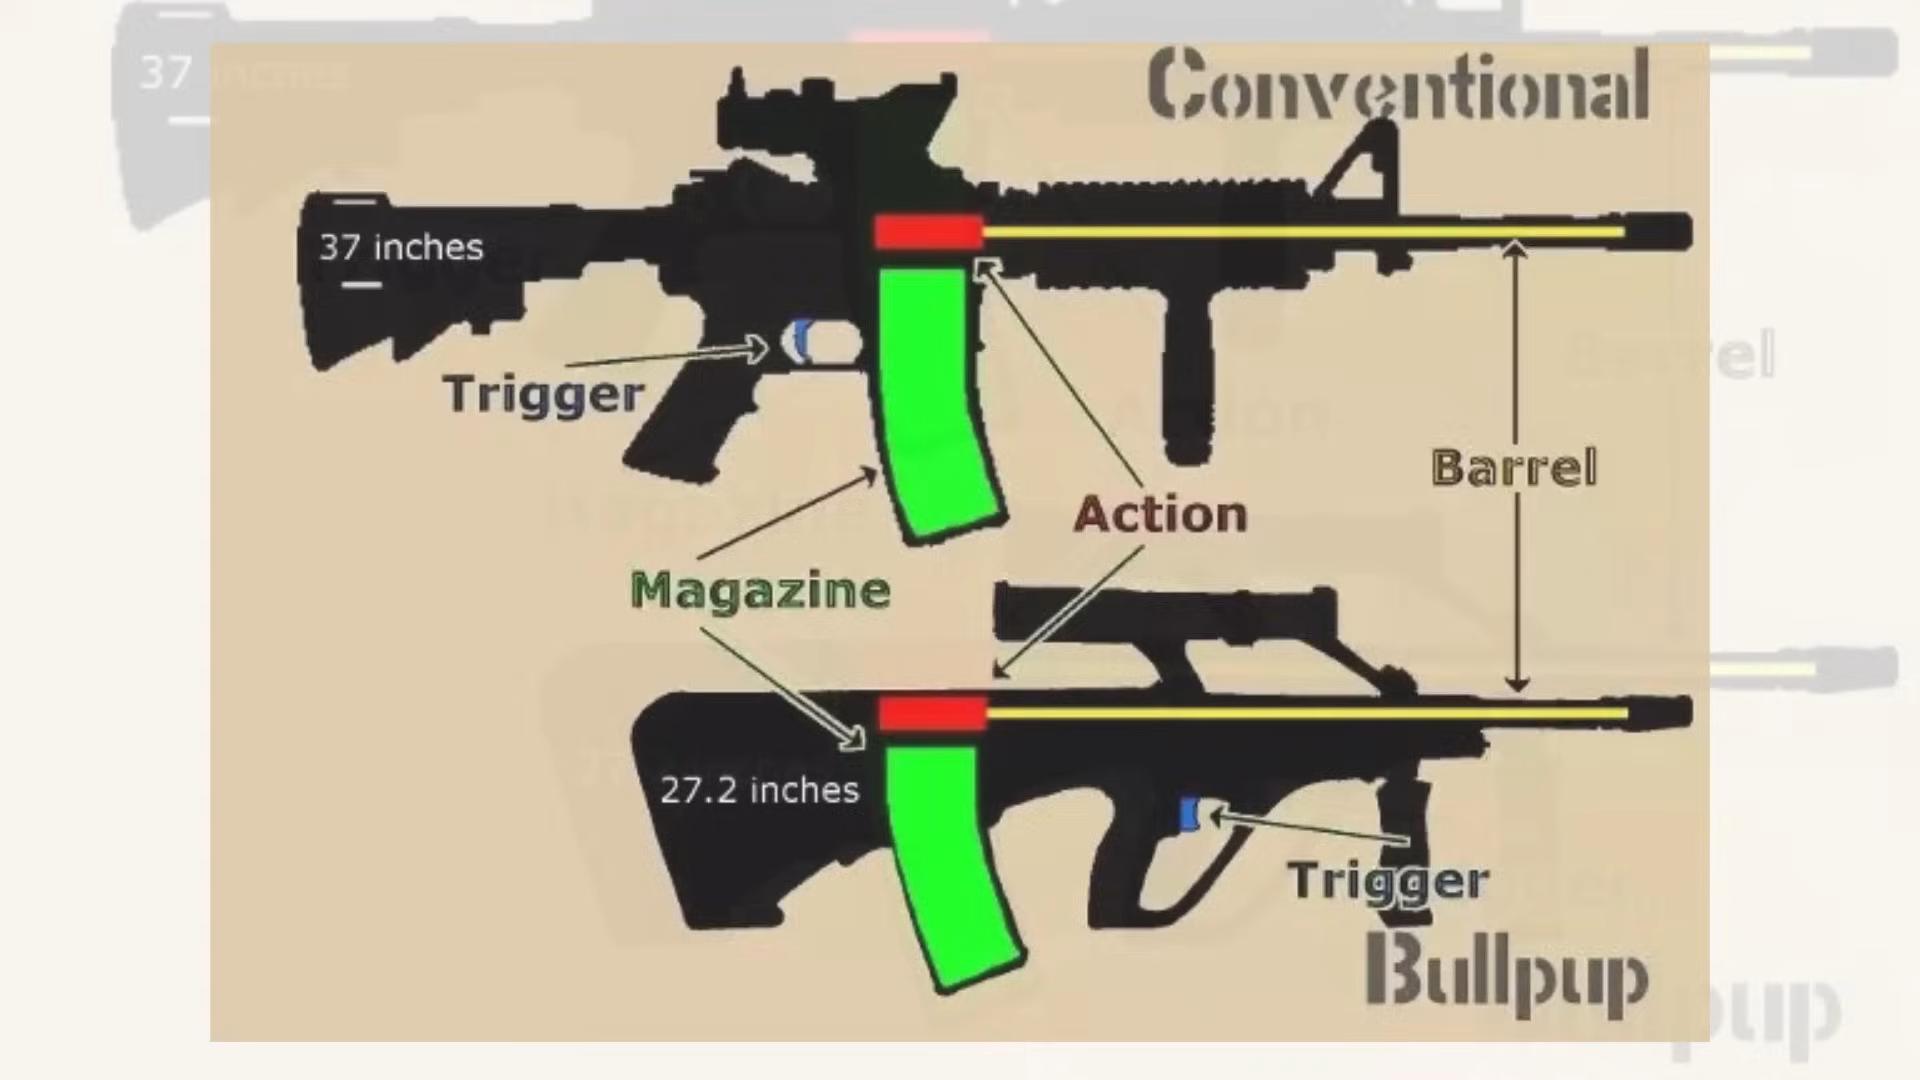 Conventional
37 inches
Trigger
Barrel
Action
Magazine
27.2 inches
Trigger
Bullpup